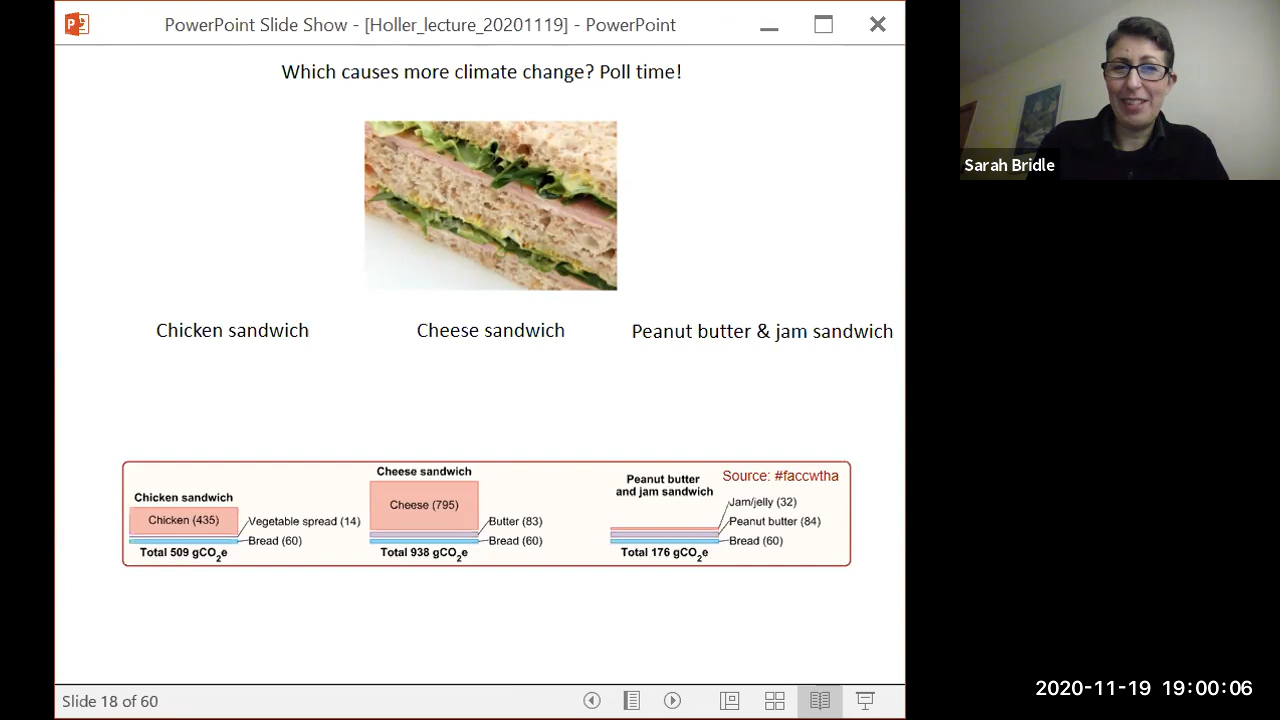 PowerPoint Slide Show - [Holler_lecture_20201119] - PowerPoint
Which causes more climate change? Poll time!
Sarah Bridle
Chicken sandwich
Cheese sandwich
Peanut butter & jam sandwich
Chicken sandwich
Chicken (435)
Vegetable spread (14)
Bread (60)
Total 509 gCO₂e
Cheese sandwich
Cheese (795)
Butter (83)
Bread (60)
Total 938 gCO₂e
Source: #faccwtha
Peanut butter
and jam sandwich
Jam/jelly (32)
Peanut butter (84)
Bread (60)
Total 176 gCO₂e
Slide 18 of 60
2020-11-19 19:00:06